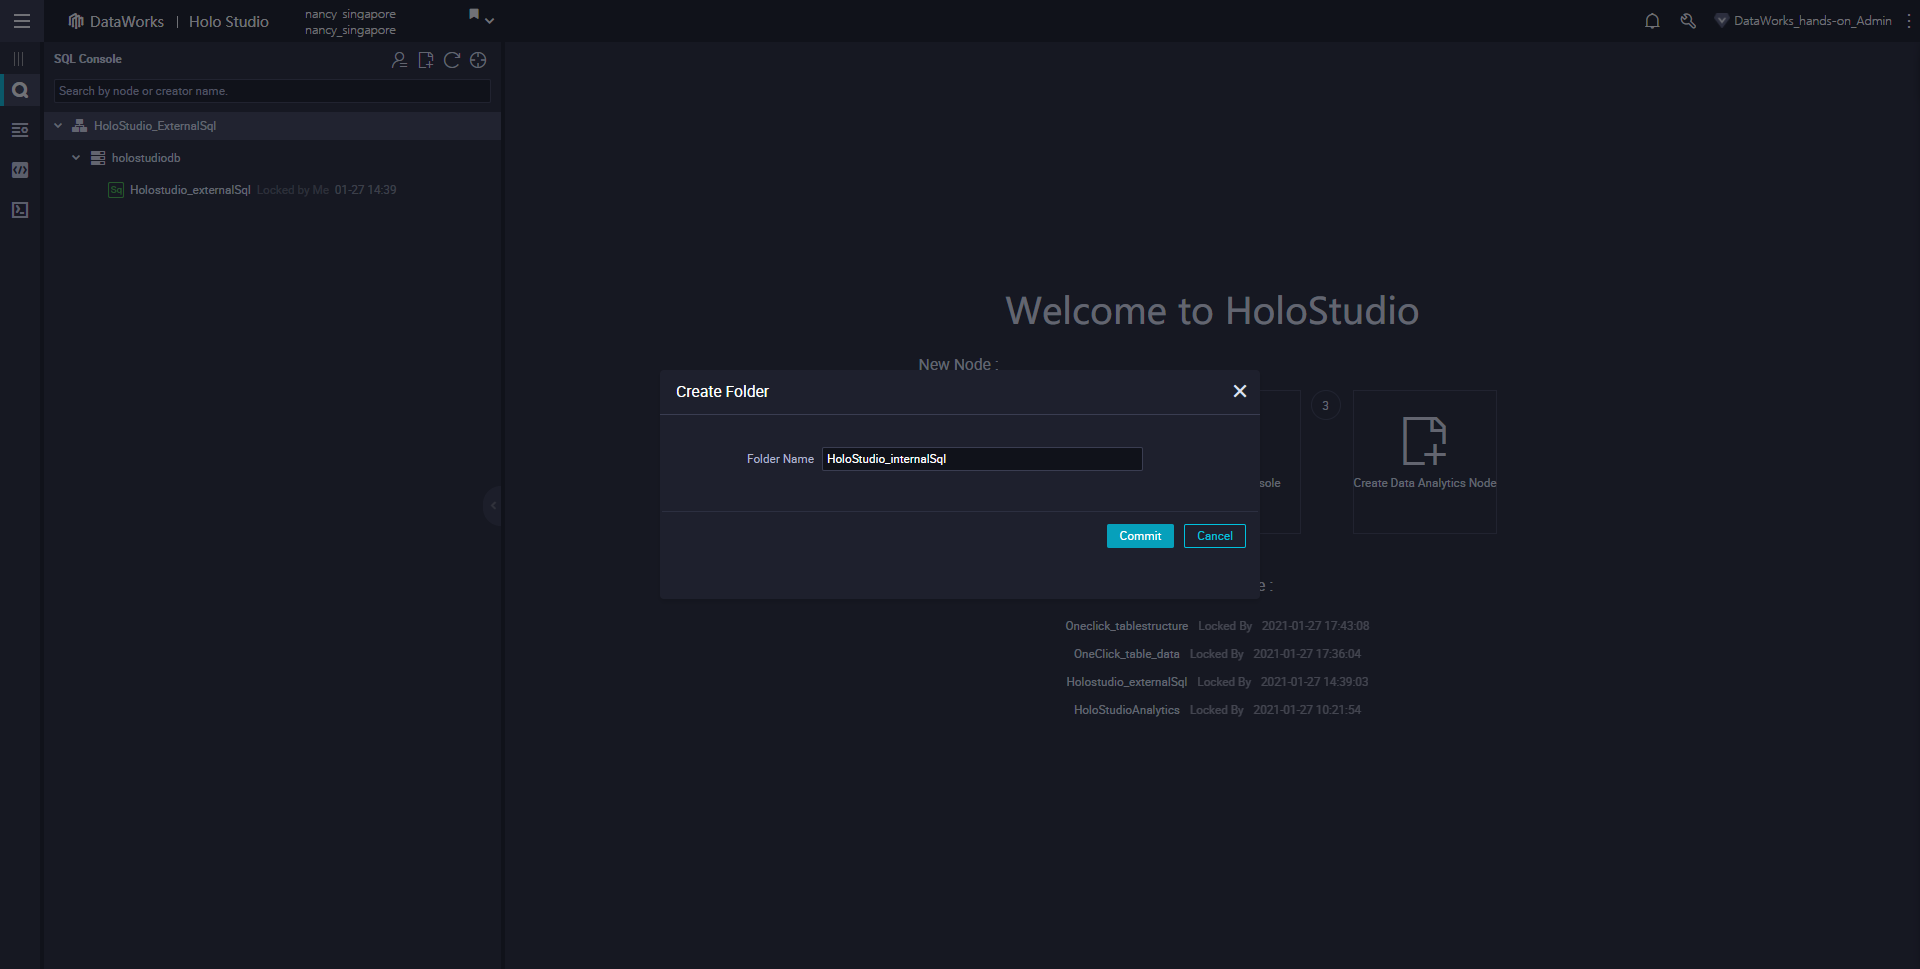 DataWorks | Holo Studio
nancy_singapore
nancy_singapore
DataWorks_hands-on_Admin
SQL Console
Search by node or creator name.
HoloStudio_ExternalSql
holostudiodb
Sq Holostudio_externalSql Locked by Me 01-27 14:39
Welcome to HoloStudio
New Node :
Create Folder
Folder Name HoloStudio_internalSql
Commit Cancel
sole
3
Create Data Analytics Node
e :
Oneclick_tablestructure Locked By 2021-01-27 17:43:08
OneClick_table_data Locked By 2021-01-27 17:36:04
Holostudio_externalSql Locked By 2021-01-27 14:39:03
HoloStudioAnalytics Locked By 2021-01-27 10:21:54